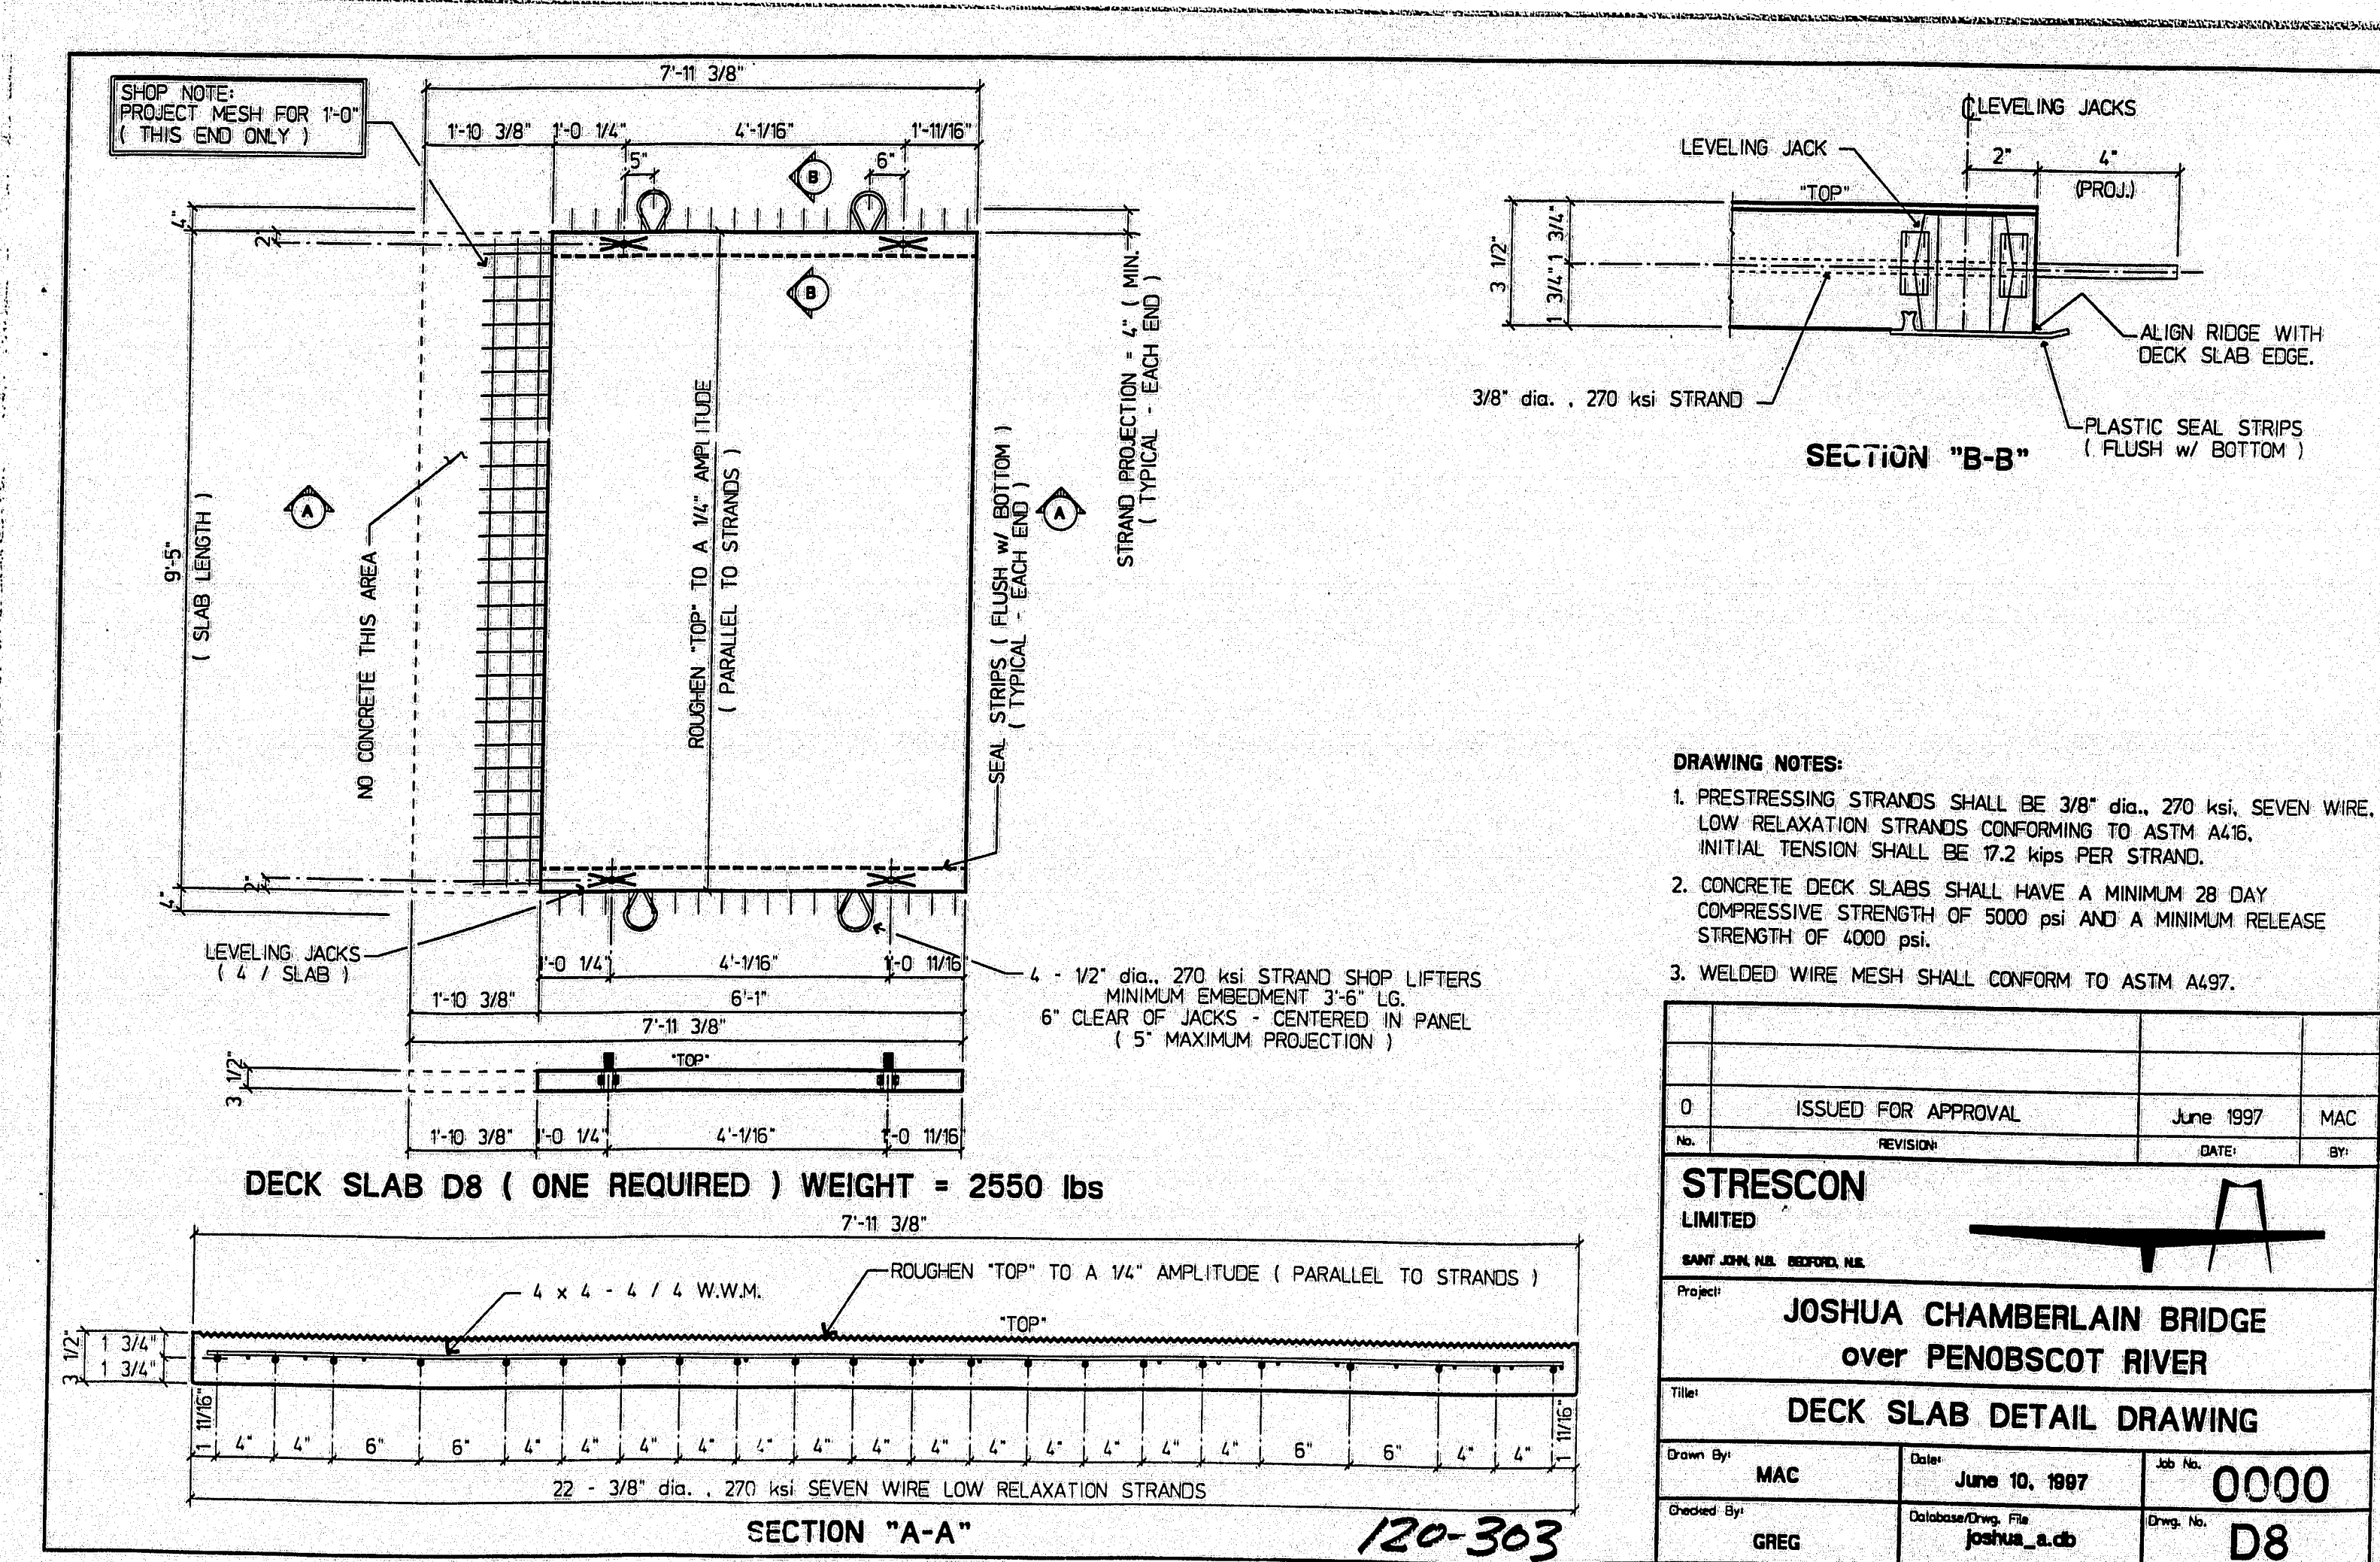 SHOP NOTE:
PROJECT MESH FOR 1'-0"
( THIS END ONLY )
7'-11 3/8"
1'-10 3/8"
1'-0 1/4"
4'-1/16"
1'-11/16"
5"
6"
B
B
4"
2"
9'-5"
( SLAB LENGTH )
NO CONCRETE THIS AREA
A
ROUGHEN "TOP" TO A 1/4" AMPLITUDE
( PARALLEL TO STRANDS )
SEAL STRIPS ( FLUSH w/ BOTTOM )
( TYPICAL - EACH END )
A
STRAND PROJECTION = 4" ( MIN. )
( TYPICAL - EACH END )
2"
4"
LEVELING JACKS
( 4 / SLAB )
1'-0 1/4"
4'-1/16"
1'-0 11/16"
1'-10 3/8"
6'-1"
7'-11 3/8"
4 - 1/2" dia., 270 ksi STRAND SHOP LIFTERS
MINIMUM EMBEDMENT 3'-6" LG.
6" CLEAR OF JACKS - CENTERED IN PANEL
( 5" MAXIMUM PROJECTION )
"TOP"
3 1/2"
1'-10 3/8"
1'-0 1/4"
4'-1/16"
1'-0 11/16"
DECK SLAB D8 ( ONE REQUIRED ) WEIGHT = 2550 lbs
7'-11 3/8"
ROUGHEN "TOP" TO A 1/4" AMPLITUDE ( PARALLEL TO STRANDS )
4 x 4 - 4 / 4 W.W.M.
"TOP"
3 1/2"
1 3/4"
1 3/4"
1 11/16"
4" 4" 6" 6" 4" 4" 4" 4" 4" 4" 4" 4" 4" 4" 4" 4" 4" 6" 6" 4" 4"
1 11/16"
22 - 3/8" dia. , 270 ksi SEVEN WIRE LOW RELAXATION STRANDS
SECTION "A-A"
120-303
℄ LEVELING JACKS
LEVELING JACK
2"
4"
(PROJ.)
"TOP"
3 1/2"
1 3/4"
1 3/4"
ALIGN RIDGE WITH
DECK SLAB EDGE.
3/8" dia. , 270 ksi STRAND
PLASTIC SEAL STRIPS
( FLUSH w/ BOTTOM )
SECTION "B-B"
DRAWING NOTES:
1. PRESTRESSING STRANDS SHALL BE 3/8" dia., 270 ksi, SEVEN WIRE,
LOW RELAXATION STRANDS CONFORMING TO ASTM A416.
INITIAL TENSION SHALL BE 17.2 kips PER STRAND.
2. CONCRETE DECK SLABS SHALL HAVE A MINIMUM 28 DAY
COMPRESSIVE STRENGTH OF 5000 psi AND A MINIMUM RELEASE
STRENGTH OF 4000 psi.
3. WELDED WIRE MESH SHALL CONFORM TO ASTM A497.
0 ISSUED FOR APPROVAL June 1997 MAC
No. REVISION: DATE: BY:
STRESCON
LIMITED
SAINT JOHN, N.B. BEDFORD, N.S.
Project:
JOSHUA CHAMBERLAIN BRIDGE
over PENOBSCOT RIVER
Title:
DECK SLAB DETAIL DRAWING
Drawn By:
MAC
Date:
June 10, 1997
Job No.
0000
Checked By:
GREG
Database/Drwg. File
joshua_a.db
Drwg. No.
D8